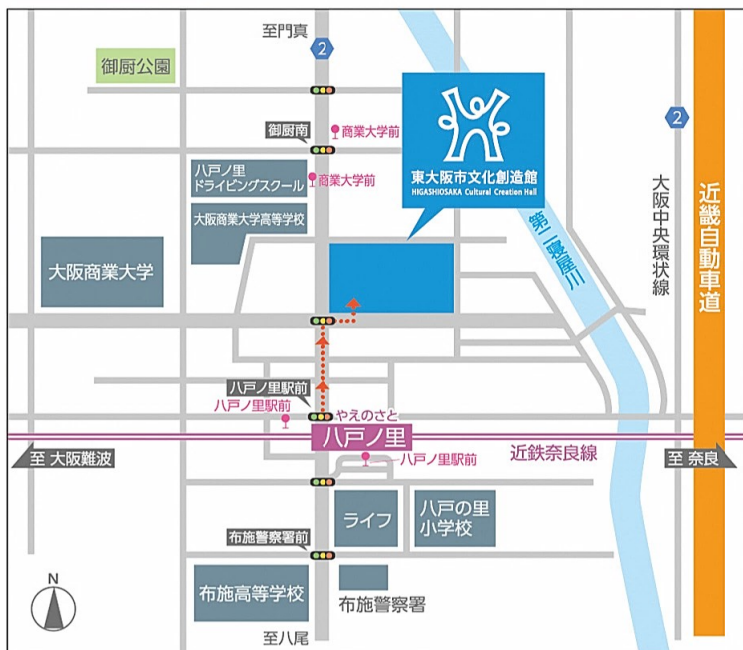 至門真
2
御厨公園
御厨南
商業大学前
東大阪市文化創造館
HIGASHIOSAKA Cultural Creation Hall
2
八戸ノ里
ドライビングスクール
商業大学前
大阪商業大学高等学校
大阪商業大学
第二寝屋川
大阪中央環状線
近畿自動車道
八戸ノ里駅前
八戸ノ里駅前
やえのさと
八戸ノ里
近鉄奈良線
至 大阪難波
八戸ノ里駅前
至 奈良
ライフ
八戸の里
小学校
布施警察署前
布施高等学校
布施警察署
N
至八尾